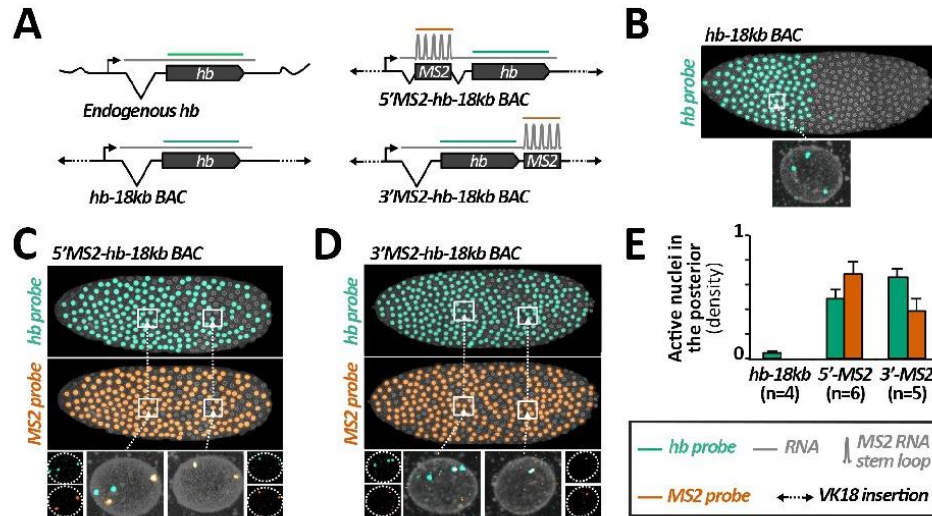 A
hb
Endogenous hb
MS2
hb
5'MS2-hb-18kb BAC
hb
hb-18kb BAC
hb
MS2
3'MS2-hb-18kb BAC
B
hb-18kb BAC
hb probe
C
5'MS2-hb-18kb BAC
hb probe
MS2 probe
D
3'MS2-hb-18kb BAC
hb probe
MS2 probe
E
Active nuclei in
the posterior
(density)
1
0
hb-18kb
(n=4)
5'-MS2
(n=6)
3'-MS2
(n=5)
hb probe
RNA
MS2 RNA
stem loop
MS2 probe
VK18 insertion